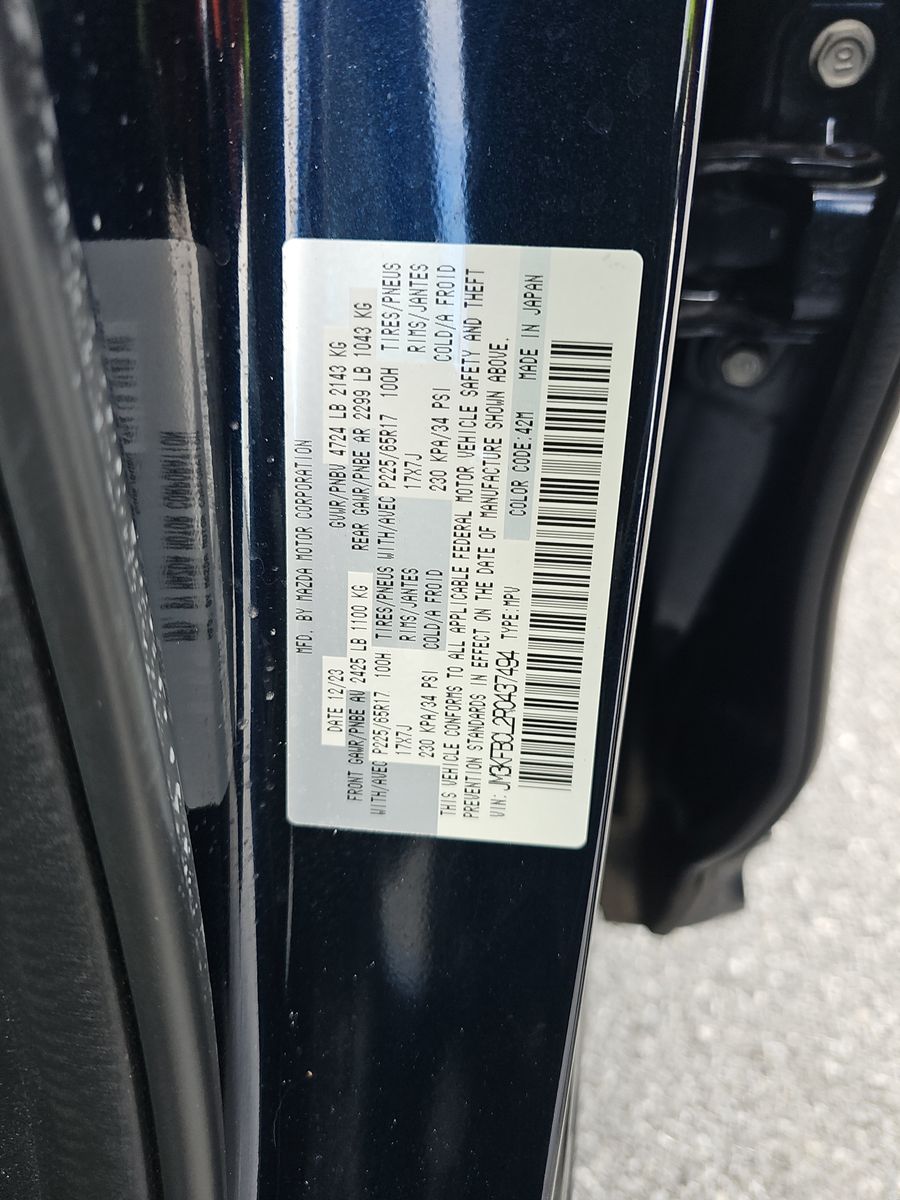 MFD. BY MAZDA MOTOR CORPORATION
DATE 12/23 GVWR/PNBV 4724 LB 2143 KG
FRONT GAWR/PNBE AV 2425 LB 1100 KG REAR GAWR/PNBE AR 2299 LB 1043 KG
WITH/AVEC P225/65R17 100H TIRES/PNEUS WITH/AVEC P225/65R17 100H TIRES/PNEUS
17X7J RIMS/JANTES 17X7J RIMS/JANTES
230 KPA/34 PSI COLD/A FROID 230 KPA/34 PSI COLD/A FROID
THIS VEHICLE CONFORMS TO ALL APPLICABLE FEDERAL MOTOR VEHICLE SAFETY AND THEFT
PREVENTION STANDARDS IN EFFECT ON THE DATE OF MANUFACTURE SHOWN ABOVE.
VIN: JM3KFBCL2R0437494 TYPE:MPV COLOR CODE:42M MADE IN JAPAN